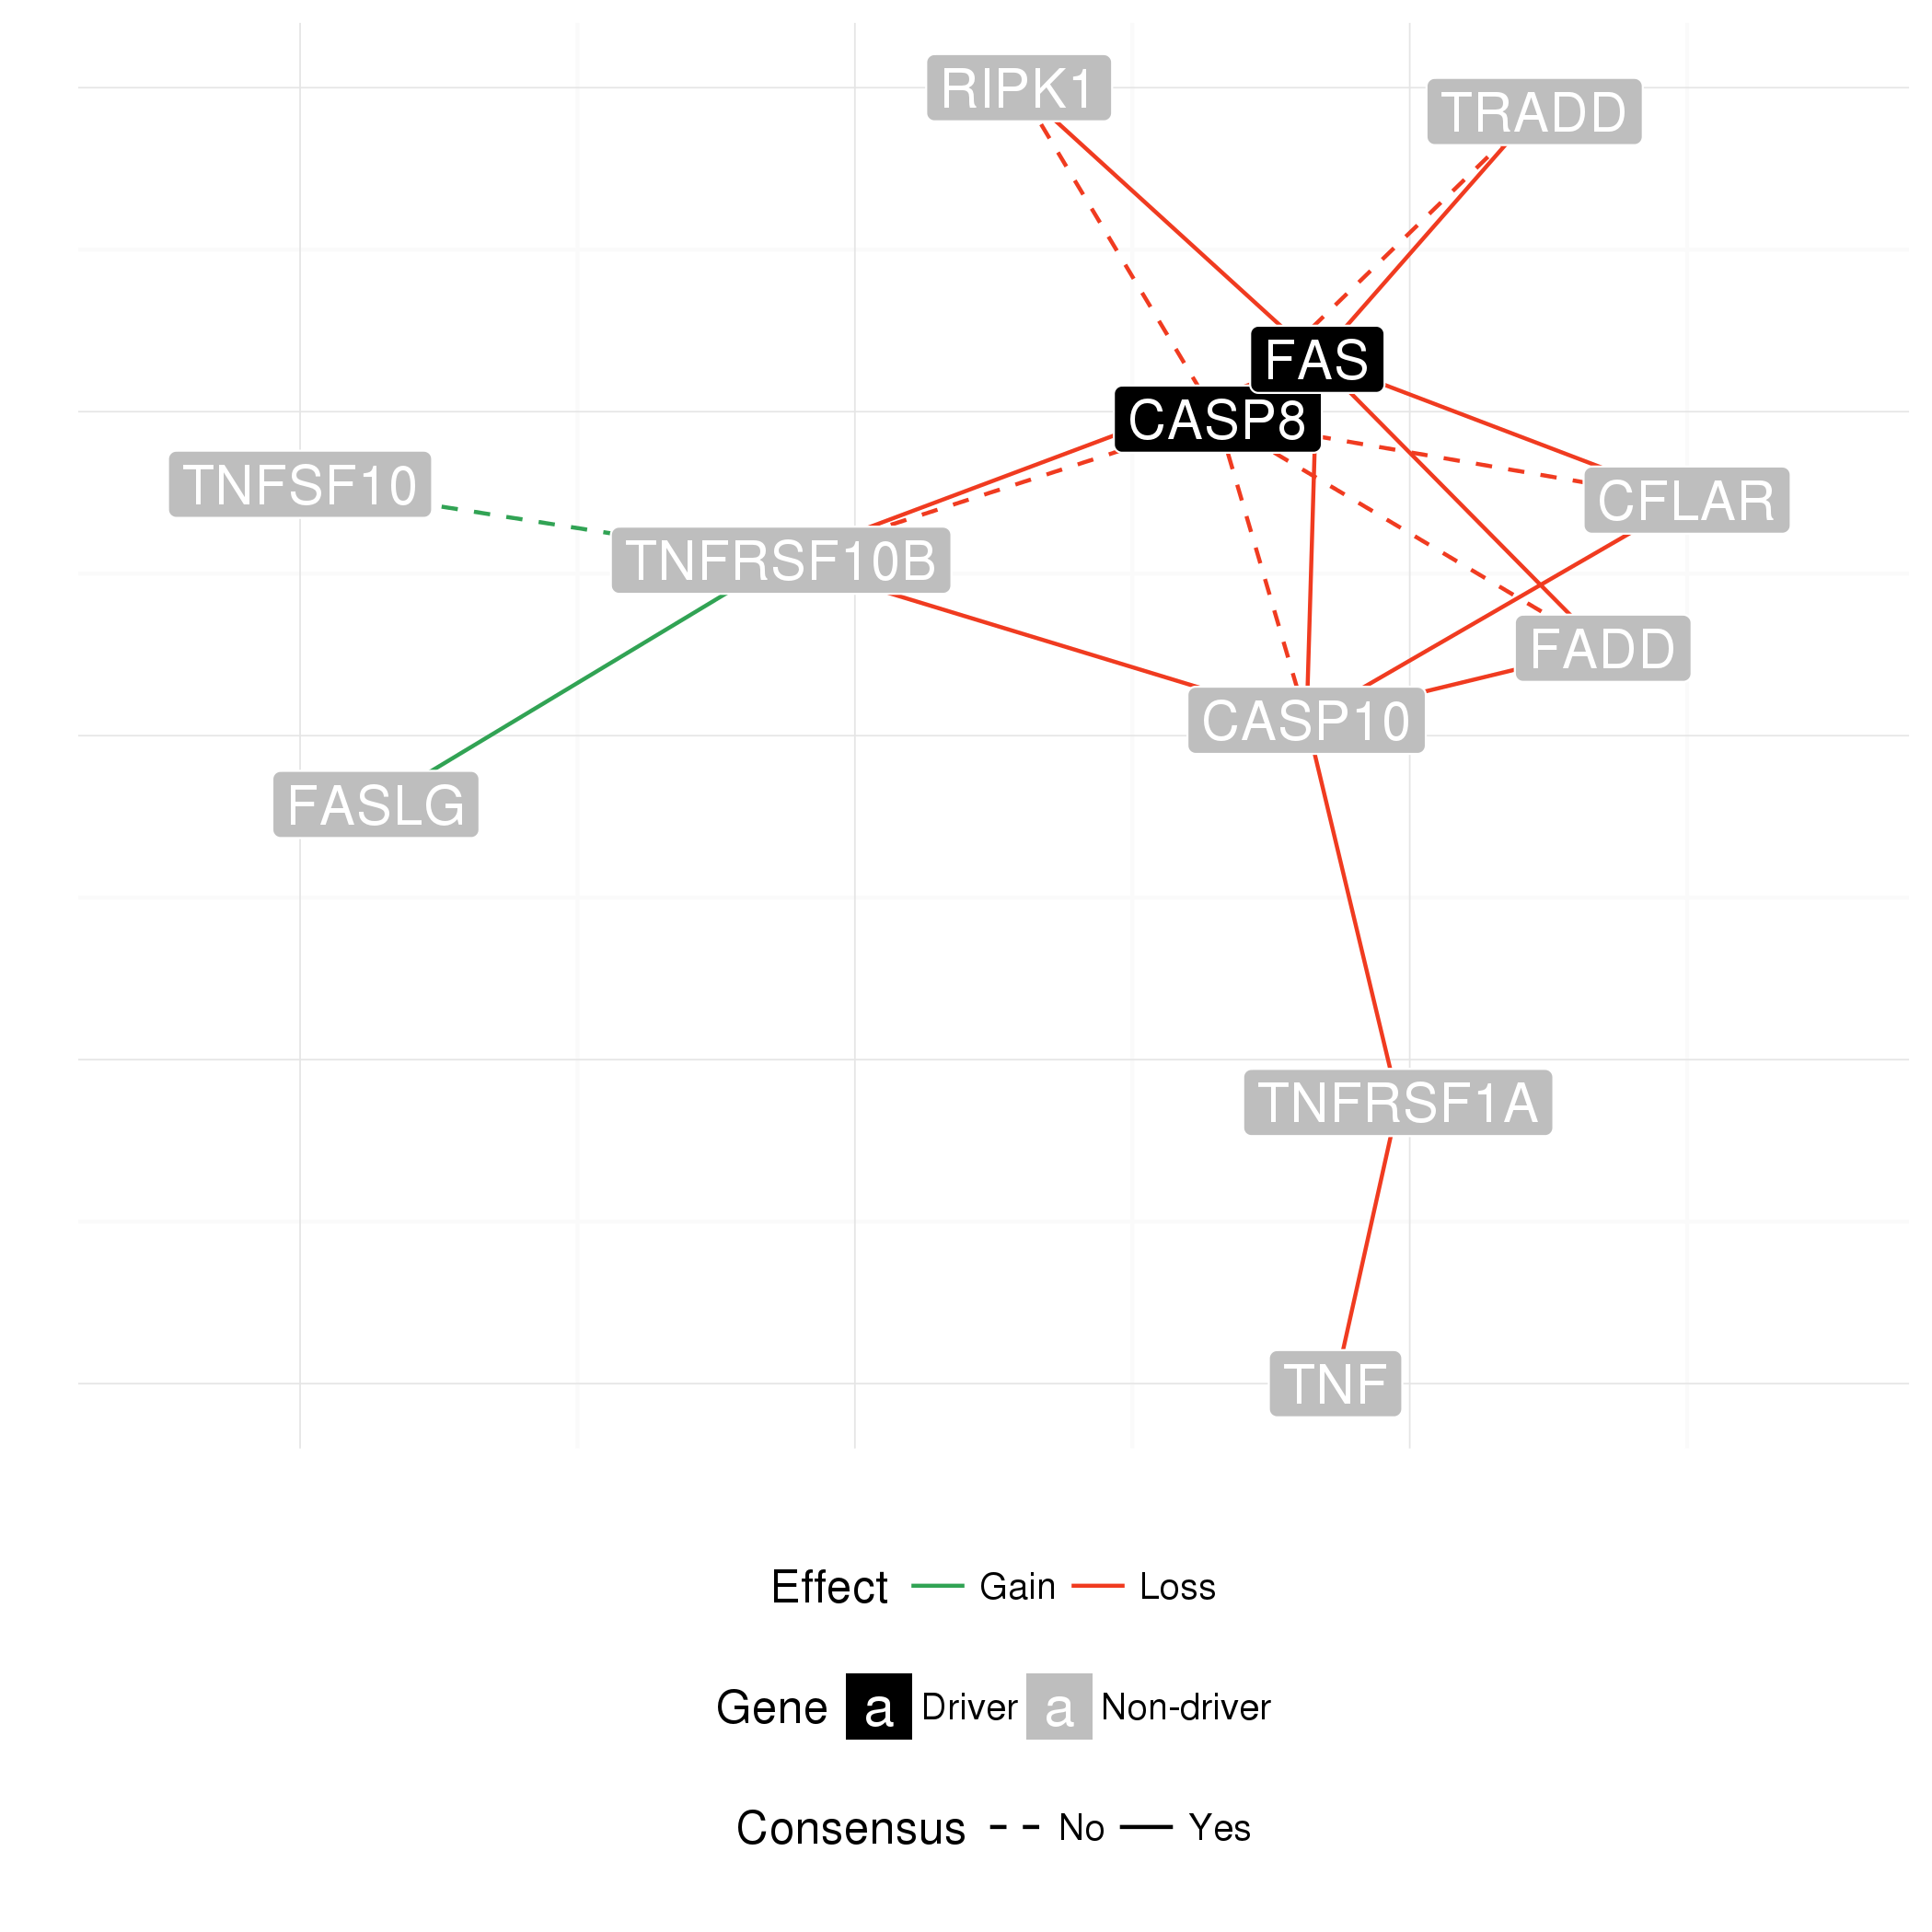 RIPK1
TRADD
FAS
CASP8
TNFSF10
CFLAR
TNFRSF10B
FADD
CASP10
FASLG
TNFRSF1A
TNF
Effect Gain Loss
Gene a Driver a Non-driver
Consensus No Yes